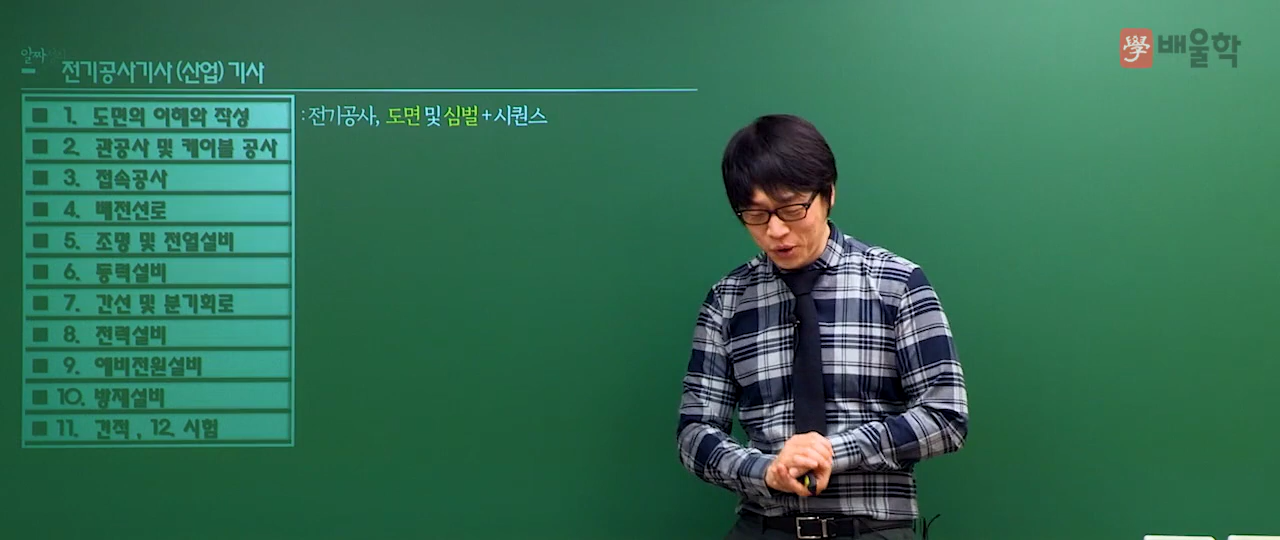 알짜
學 배울학
전기공사기사 (산업) 기사
1. 도면의 이해와 작성 : 전기공사, 도면 및 심벌 + 시퀀스
2. 관공사 및 케이블 공사
3. 접속공사
4. 배전선로
5. 조명 및 전열설비
6. 동력설비
7. 간선 및 분기회로
8. 전력설비
9. 예비전원설비
10. 방재설비
11. 견적, 12. 시험